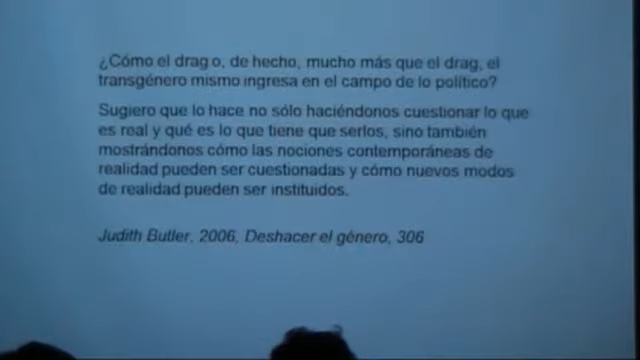 ¿Cómo el drag o, de hecho, mucho más que el drag, el
transgénero mismo ingresa en el campo de lo político?
Sugiero que lo hace no sólo haciéndonos cuestionar lo que
es real y qué es lo que tiene que serlos, sino también
mostrándonos cómo las nociones contemporáneas de
realidad pueden ser cuestionadas y cómo nuevos modos
de realidad pueden ser instituidos.
Judith Butler, 2006, Deshacer el género, 306